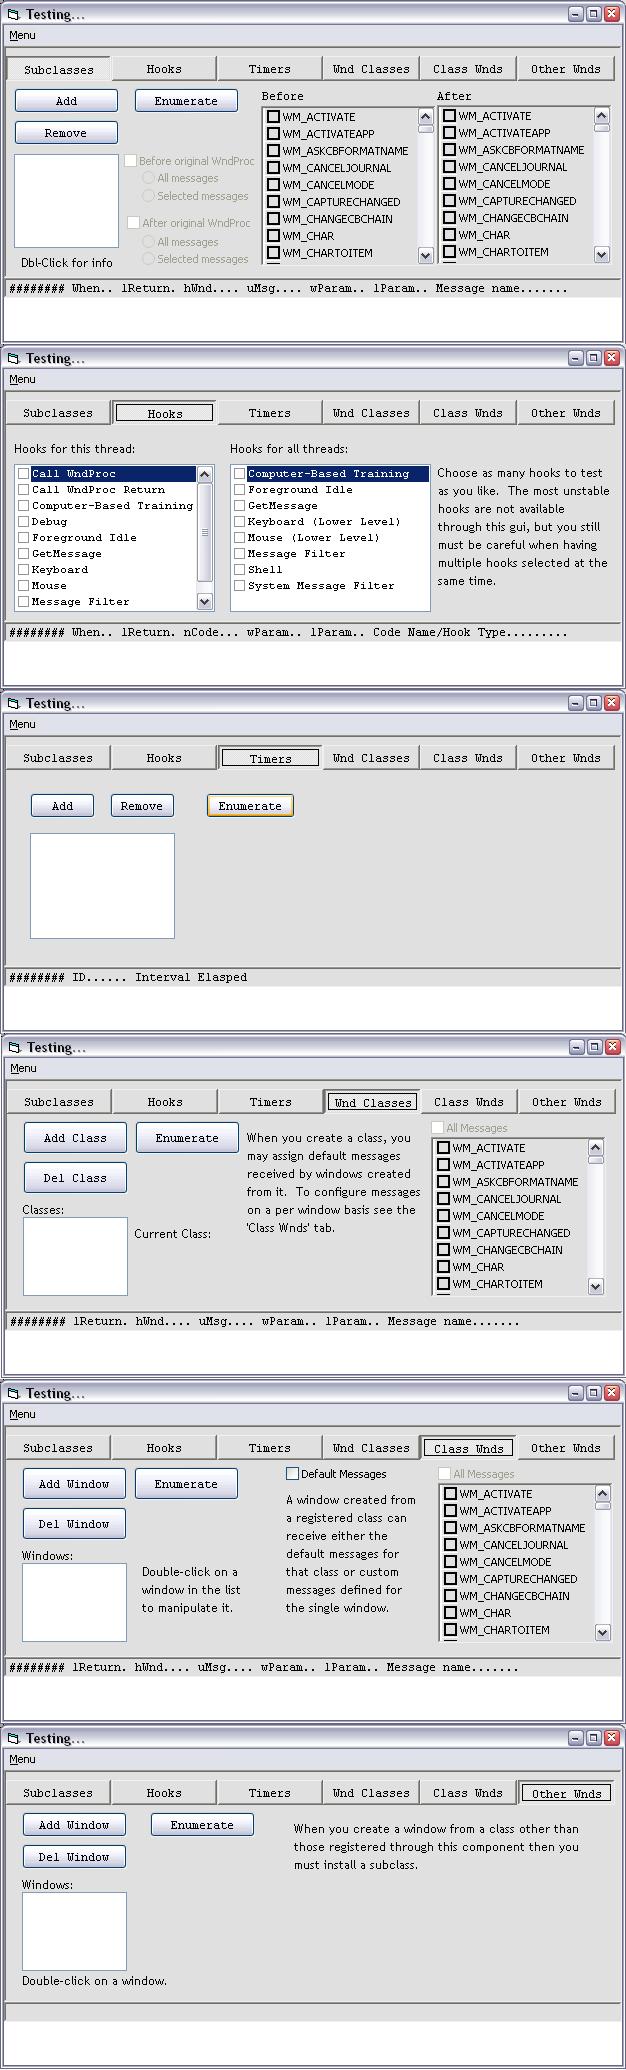 Testing...
Menu
Subclasses Hooks Timers Wnd Classes Class Wnds Other Wnds
Add Enumerate Before After
Remove
Before original WndProc
All messages
Selected messages
After original WndProc
All messages
Selected messages
Dbl-Click for info
WM_ACTIVATE
WM_ACTIVATEAPP
WM_ASKCBFORMATNAME
WM_CANCELJOURNAL
WM_CANCELMODE
WM_CAPTURECHANGED
WM_CHANGECBCHAIN
WM_CHAR
WM_CHARTOITEM
WM_ACTIVATE
WM_ACTIVATEAPP
WM_ASKCBFORMATNAME
WM_CANCELJOURNAL
WM_CANCELMODE
WM_CAPTURECHANGED
WM_CHANGECBCHAIN
WM_CHAR
WM_CHARTOITEM
######## When.. lReturn. hWnd.... uMsg.... wParam.. lParam.. Message name.......
Testing...
Menu
Subclasses Hooks Timers Wnd Classes Class Wnds Other Wnds
Hooks for this thread:
Call WndProc
Call WndProc Return
Computer-Based Training
Debug
Foreground Idle
GetMessage
Keyboard
Mouse
Message Filter
Hooks for all threads:
Computer-Based Training
Foreground Idle
GetMessage
Keyboard (Lower Level)
Mouse (Lower Level)
Message Filter
Shell
System Message Filter
Choose as many hooks to test
as you like. The most unstable
hooks are not available
through this gui, but you still
must be careful when having
multiple hooks selected at the
same time.
######## When.. lReturn. nCode... wParam.. lParam.. Code Name/Hook Type.........
Testing...
Menu
Subclasses Hooks Timers Wnd Classes Class Wnds Other Wnds
Add Remove Enumerate
######## ID...... Interval Elasped
Testing...
Menu
Subclasses Hooks Timers Wnd Classes Class Wnds Other Wnds
Add Class Enumerate
Del Class
Classes:
Current Class:
When you create a class, you
may assign default messages
received by windows created
from it. To configure messages
on a per window basis see the
'Class Wnds' tab.
All Messages
WM_ACTIVATE
WM_ACTIVATEAPP
WM_ASKCBFORMATNAME
WM_CANCELJOURNAL
WM_CANCELMODE
WM_CAPTURECHANGED
WM_CHANGECBCHAIN
WM_CHAR
WM_CHARTOITEM
######## lReturn. hWnd.... uMsg.... wParam.. lParam.. Message name.......
Testing...
Menu
Subclasses Hooks Timers Wnd Classes Class Wnds Other Wnds
Add Window Enumerate
Del Window
Windows:
Double-click on a
window in the list
to manipulate it.
Default Messages
A window created from
a registered class can
receive either the
default messages for
that class or custom
messages defined for
the single window.
All Messages
WM_ACTIVATE
WM_ACTIVATEAPP
WM_ASKCBFORMATNAME
WM_CANCELJOURNAL
WM_CANCELMODE
WM_CAPTURECHANGED
WM_CHANGECBCHAIN
WM_CHAR
WM_CHARTOITEM
######## lReturn. hWnd.... uMsg.... wParam.. lParam.. Message name.......
Testing...
Menu
Subclasses Hooks Timers Wnd Classes Class Wnds Other Wnds
Add Window Enumerate
Del Window
Windows:
Double-click on a window.
When you create a window from a class other than
those registered through this component then you
must install a subclass.